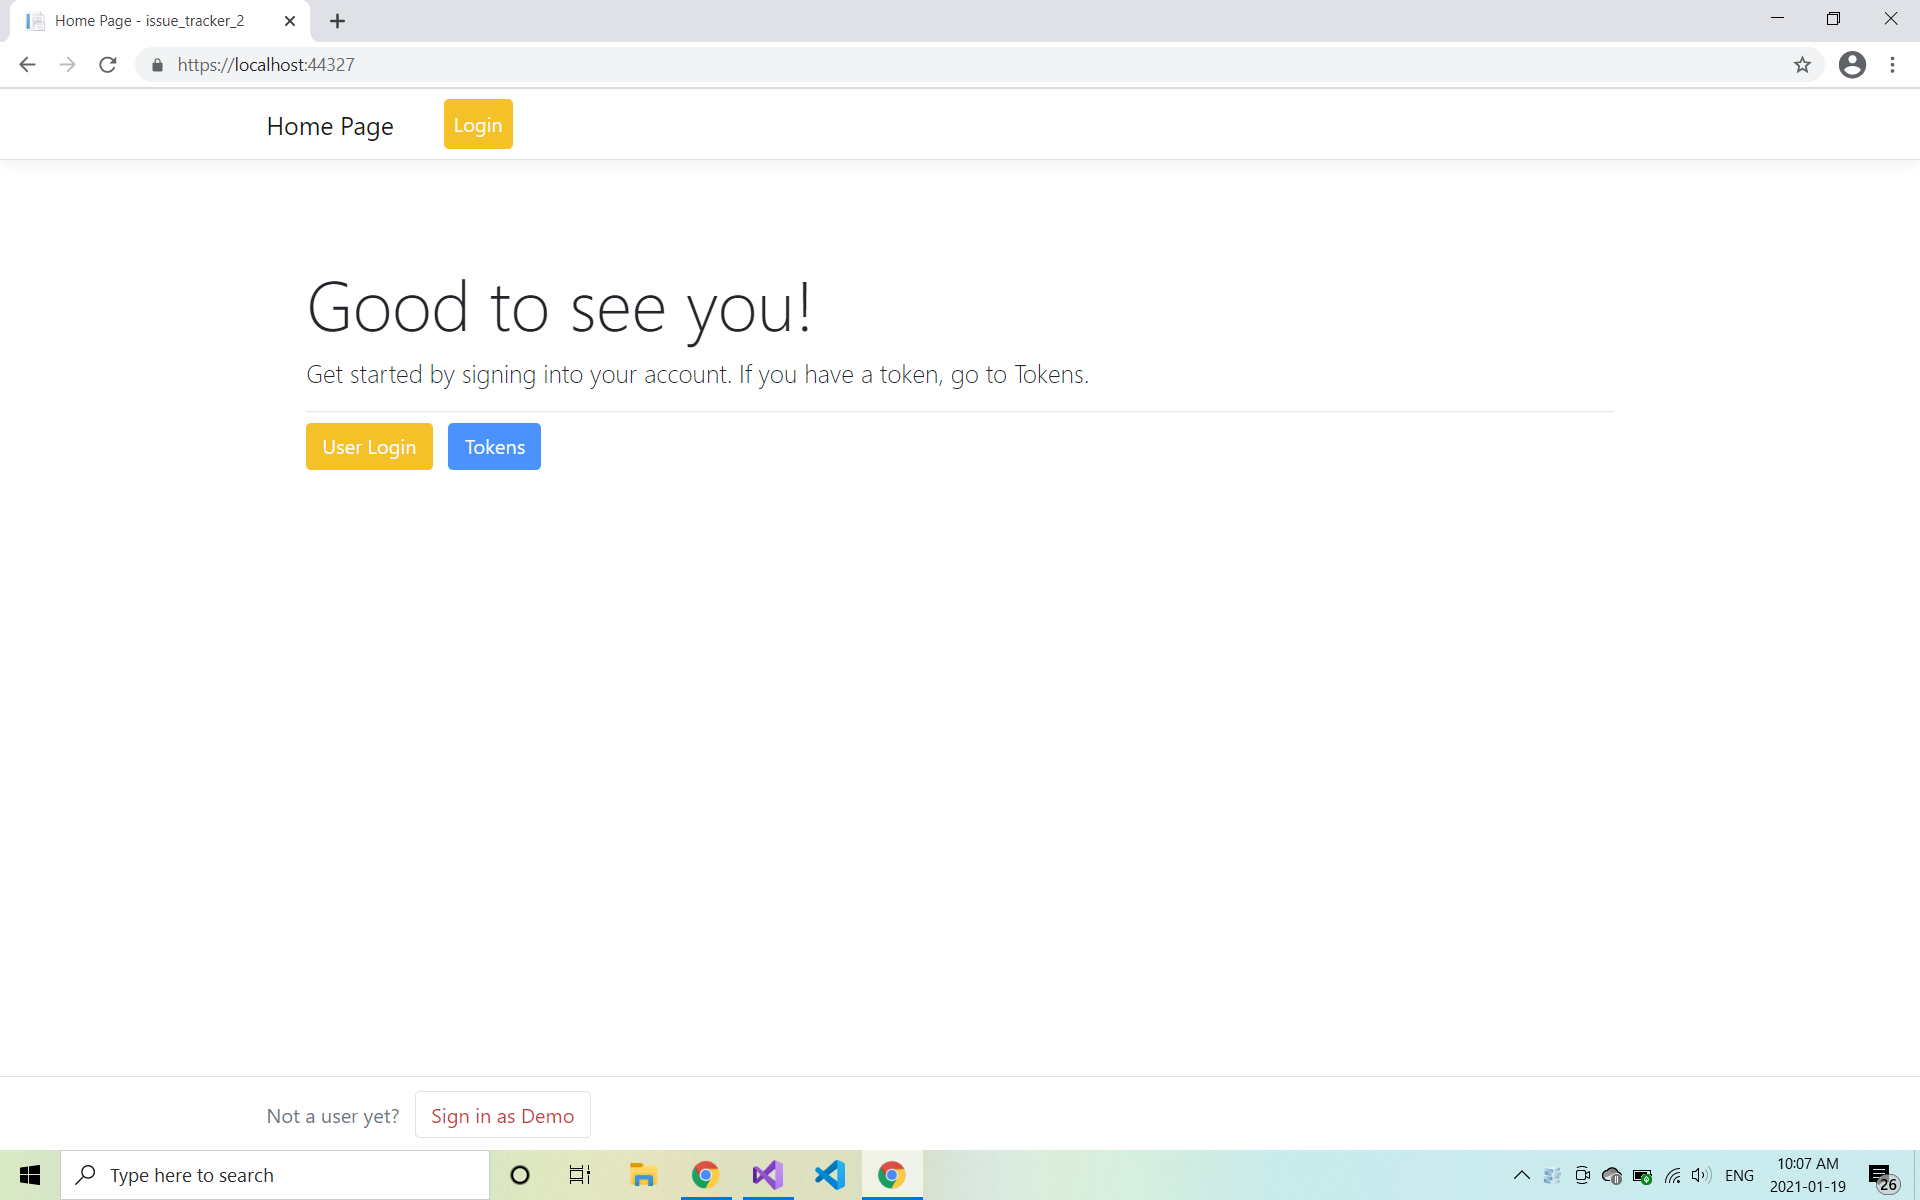 Home Page - issue_tracker_2
https://localhost:44327
Home Page
Login
Good to see you!
Get started by signing into your account. If you have a token, go to Tokens.
User Login
Tokens
Not a user yet?
Sign in as Demo
Type here to search
ENG
10:07 AM
2021-01-19
26